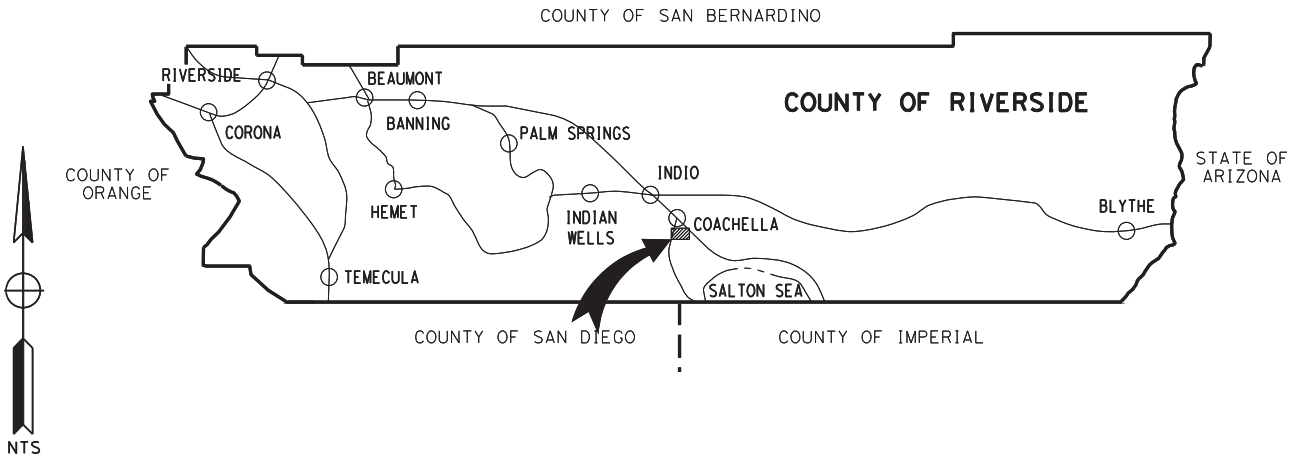 COUNTY OF SAN BERNARDINO
RIVERSIDE
BEAUMONT
COUNTY OF RIVERSIDE
BANNING
CORONA
PALM SPRINGS
COUNTY OF
ORANGE
STATE OF
ARIZONA
INDIO
HEMET
INDIAN
WELLS
COACHELLA
BLYTHE
TEMECULA
SALTON SEA
COUNTY OF SAN DIEGO
COUNTY OF IMPERIAL
NTS